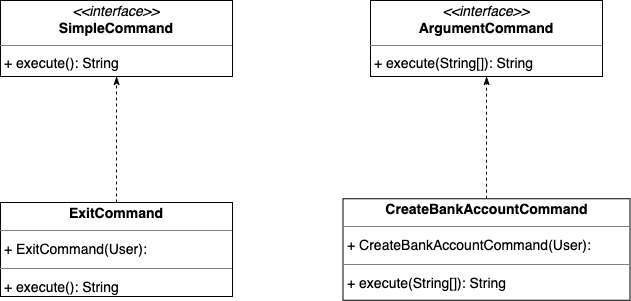 <<interface>>
SimpleCommand
+ execute(): String
<<interface>>
ArgumentCommand
+ execute(String[]): String
ExitCommand
+ ExitCommand(User):
+ execute(): String
CreateBankAccountCommand
+ CreateBankAccountCommand(User):
+ execute(String[]): String